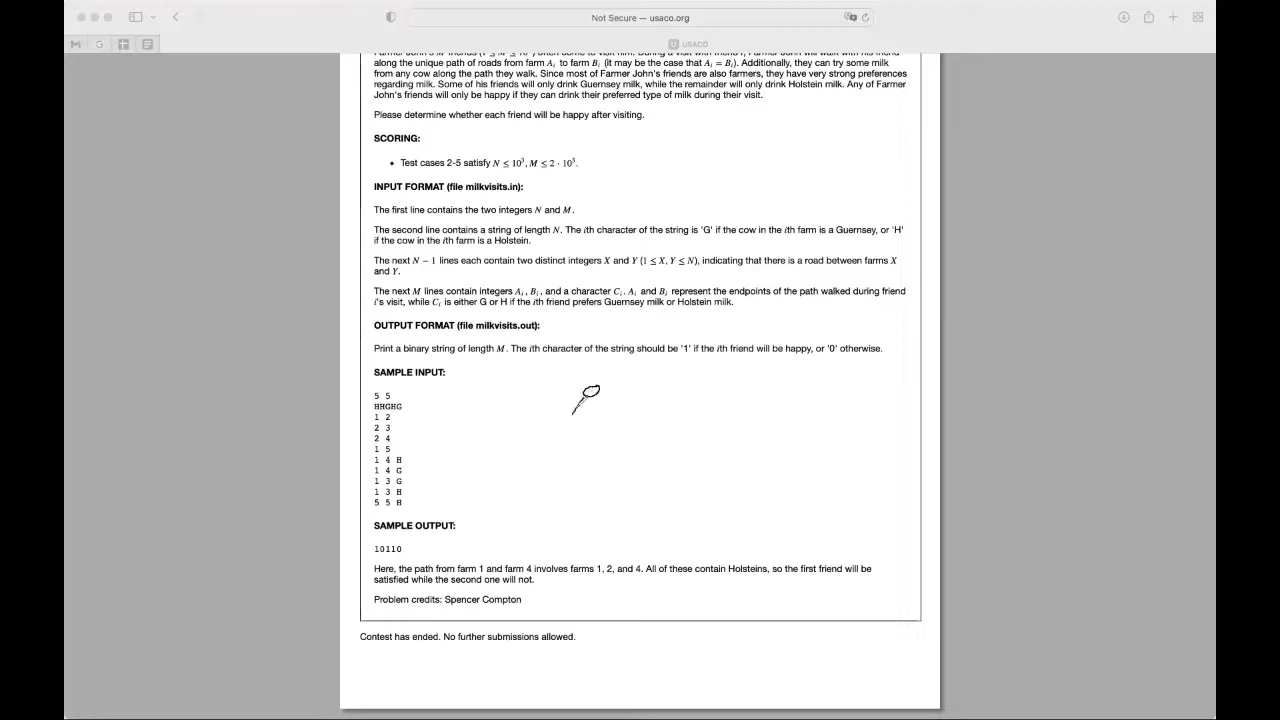 Not Secure — usaco.org
USACO
along the unique path of roads from farm Aᵢ to farm Bᵢ (it may be the case that Aᵢ = Bᵢ). Additionally, they can try some milk
from any cow along the path they walk. Since most of Farmer John's friends are also farmers, they have very strong preferences
regarding milk. Some of his friends will only drink Guernsey milk, while the remainder will only drink Holstein milk. Any of Farmer
John's friends will only be happy if they can drink their preferred type of milk during their visit.
Please determine whether each friend will be happy after visiting.
SCORING:
• Test cases 2-5 satisfy N ≤ 10³, M ≤ 2 · 10³.
INPUT FORMAT (file milkvisits.in):
The first line contains the two integers N and M.
The second line contains a string of length N. The ith character of the string is 'G' if the cow in the ith farm is a Guernsey, or 'H'
if the cow in the ith farm is a Holstein.
The next N − 1 lines each contain two distinct integers X and Y (1 ≤ X, Y ≤ N), indicating that there is a road between farms X
and Y.
The next M lines contain integers Aᵢ, Bᵢ, and a character Cᵢ. Aᵢ and Bᵢ represent the endpoints of the path walked during friend
i's visit, while Cᵢ is either G or H if the ith friend prefers Guernsey milk or Holstein milk.
OUTPUT FORMAT (file milkvisits.out):
Print a binary string of length M. The ith character of the string should be '1' if the ith friend will be happy, or '0' otherwise.
SAMPLE INPUT:
5 5
HHGHG
1 2
2 3
2 4
1 5
1 4 H
1 4 G
1 3 G
1 3 H
5 5 H
SAMPLE OUTPUT:
10110
Here, the path from farm 1 and farm 4 involves farms 1, 2, and 4. All of these contain Holsteins, so the first friend will be
satisfied while the second one will not.
Problem credits: Spencer Compton
Contest has ended. No further submissions allowed.